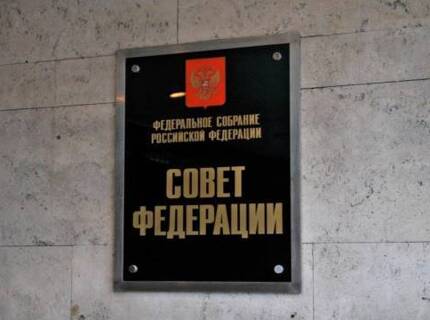 ФЕДЕРАЛЬНОЕ СОБРАНИЕ
РОССИЙСКОЙ ФЕДЕРАЦИИ
СОВЕТ
ФЕДЕРАЦИИ